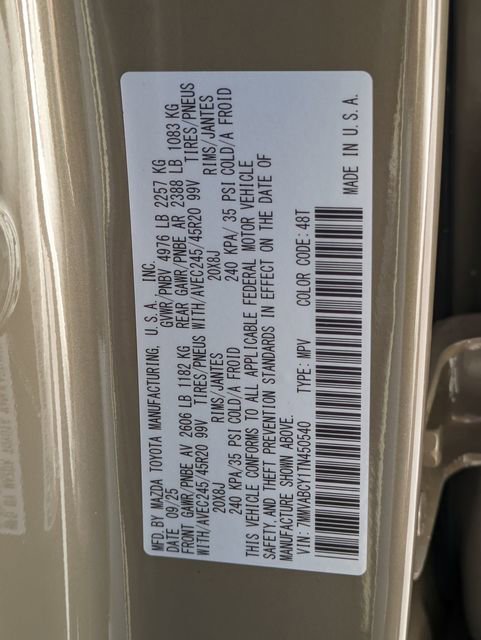 MFD. BY MAZDA TOYOTA MANUFACTURING, U.S.A. INC.
DATE 09/25 GVWR/PNBV 4976 LB 2257 KG
FRONT GAWR/PNBE AV 2606 LB 1182 KG REAR GAWR/PNBE AR 2388 LB 1083 KG
WITH/AVEC245/45R20 99V TIRES/PNEUS WITH/AVEC245/45R20 99V TIRES/PNEUS
20X8J RIMS/JANTES 20X8J RIMS/JANTES
240 KPA/35 PSI COLD/A FROID 240 KPA/ 35 PSI COLD/A FROID
THIS VEHICLE CONFORMS TO ALL APPLICABLE FEDERAL MOTOR VEHICLE
SAFETY, AND THEFT PREVENTION STANDARDS IN EFFECT ON THE DATE OF
MANUFACTURE SHOWN ABOVE.
VIN: 7MMVABCY1TN450540 TYPE: MPV COLOR CODE: 48T
MADE IN U.S.A.